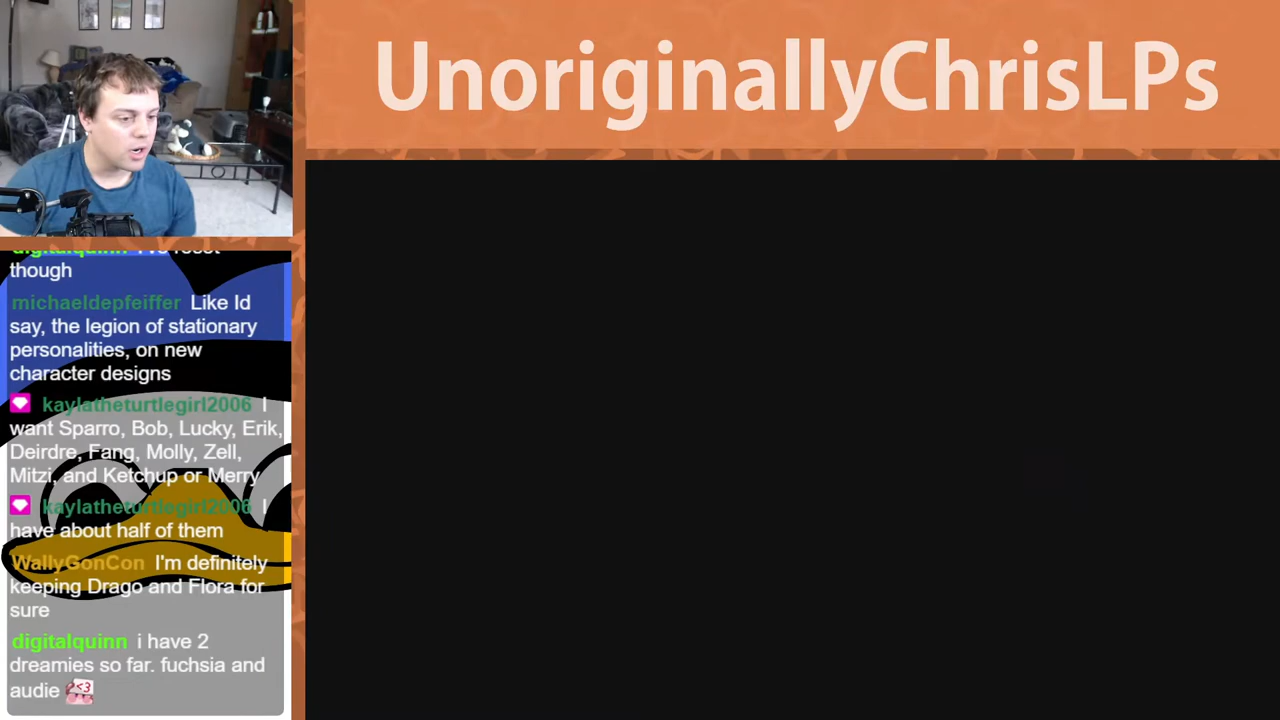 UnoriginallyChrisLPs
though
michaeldepfeiffer Like Id
say, the legion of stationary
personalities, on new
character designs
kaylatheturtlegirl2006 I
want Sparro, Bob, Lucky, Erik,
Deirdre, Fang, Molly, Zell,
Mitzi, and Ketchup or Merry
kaylatheturtlegirl2006 I
have about half of them
WallyGonCon I'm definitely
keeping Drago and Flora for
sure
digitalquinn i have 2
dreamies so far. fuchsia and
audie